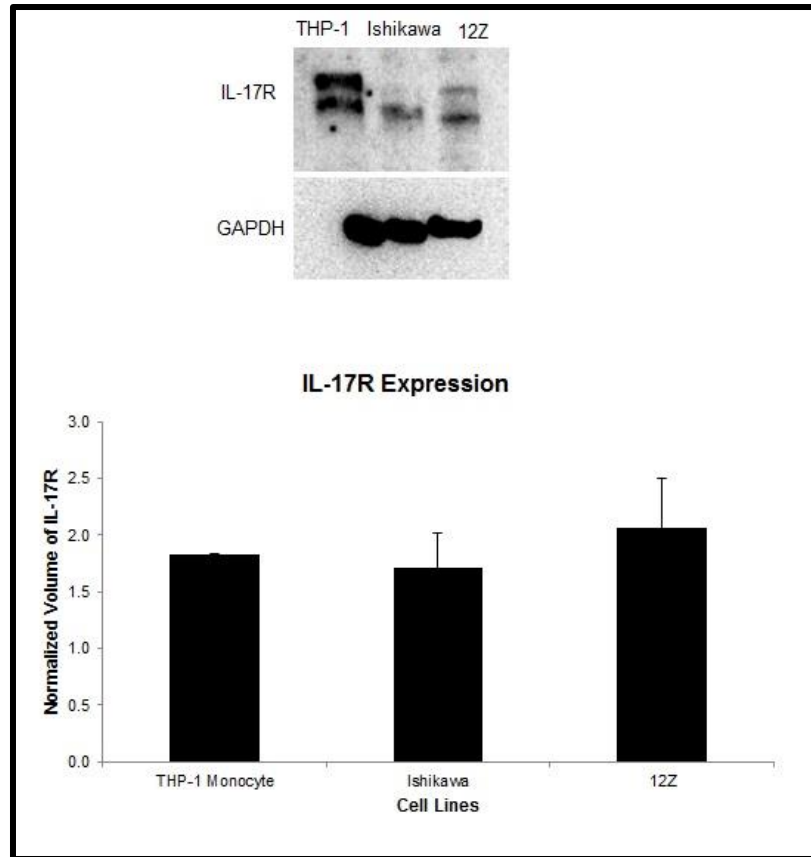 THP-1 Ishikawa 12Z
IL-17R
GAPDH
IL-17R Expression
3.0
2.5
2.0
1.5
1.0
0.5
0.0
Normalized Volume of IL-17R
THP-1 Monocyte Ishikawa 12Z
Cell Lines